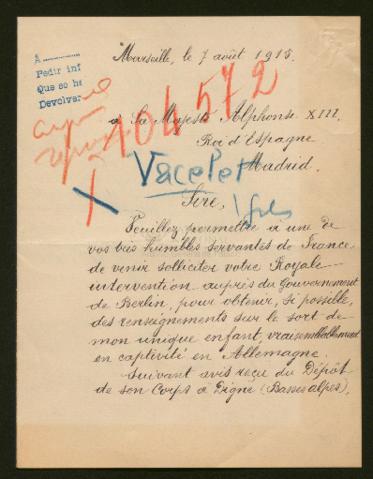 Marseille, le 7 août 1915.
A
Pedir inf
Que se ha
Devolver
104572
a Sa Majesté Alphonse XIII,
Roi d'Espagne
Madrid.
X
Vacepet
Sire,
Veuillez permettre à une de
vos très humbles servantes de France,
de venir solliciter votre Royale
intervention auprès du Gouvernement
de Berlin, pour obtenir, si possible,
des renseignements sur le sort de
mon unique enfant, vraisemblablement
en captivité en Allemagne.
Suivant avis reçu du Dépôt
de son Corps à Digne (Basses alpes),